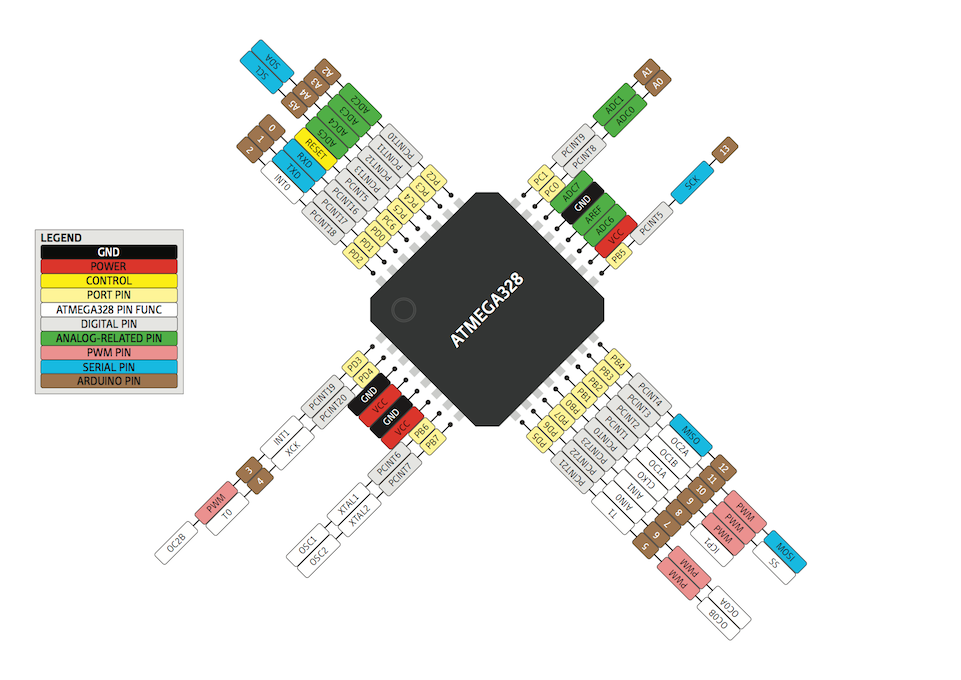 SDA
SCL
A2
A3
A4
A5
ADC2
ADC3
ADC4
ADC5
0
1
2
RESET
RXD
TXD
INT0
PCINT10
PCINT11
PCINT12
PCINT13
PCINT5
PCINT16
PCINT17
PCINT18
PC2
PC3
PC4
PC5
PC6
PD0
PD1
PD2
A1
A0
ADC1
ADC0
PCINT9
PCINT8
PC1
PC0
ADC7
GND
AREF
ADC6
VCC
PB5
PCINT5
SCK
13
LEGEND
GND
POWER
CONTROL
PORT PIN
ATMEGA328 PIN FUNC
DIGITAL PIN
ANALOG-RELATED PIN
PWM PIN
SERIAL PIN
ARDUINO PIN
ATMEGA328
PD3
PD4
GND
VCC
GND
VCC
PB6
PB7
PCINT19
PCINT20
INT1
XCK
3
4
PWM
T0
OC2B
PCINT6
PCINT7
XTAL1
XTAL2
OSC1
OSC2
PB4
PB3
PB2
PB1
PB0
PD7
PD6
PD5
PCINT4
PCINT3
PCINT2
PCINT1
PCINT0
PCINT23
PCINT22
PCINT21
MISO
OC2A
OC1B
OC1A
CLKO
AIN1
AIN0
T1
12
11
10
9
8
7
6
5
PWM
PWM
PWM
ICP1
MOSI
SS
PWM
PWM
OC0A
OC0B